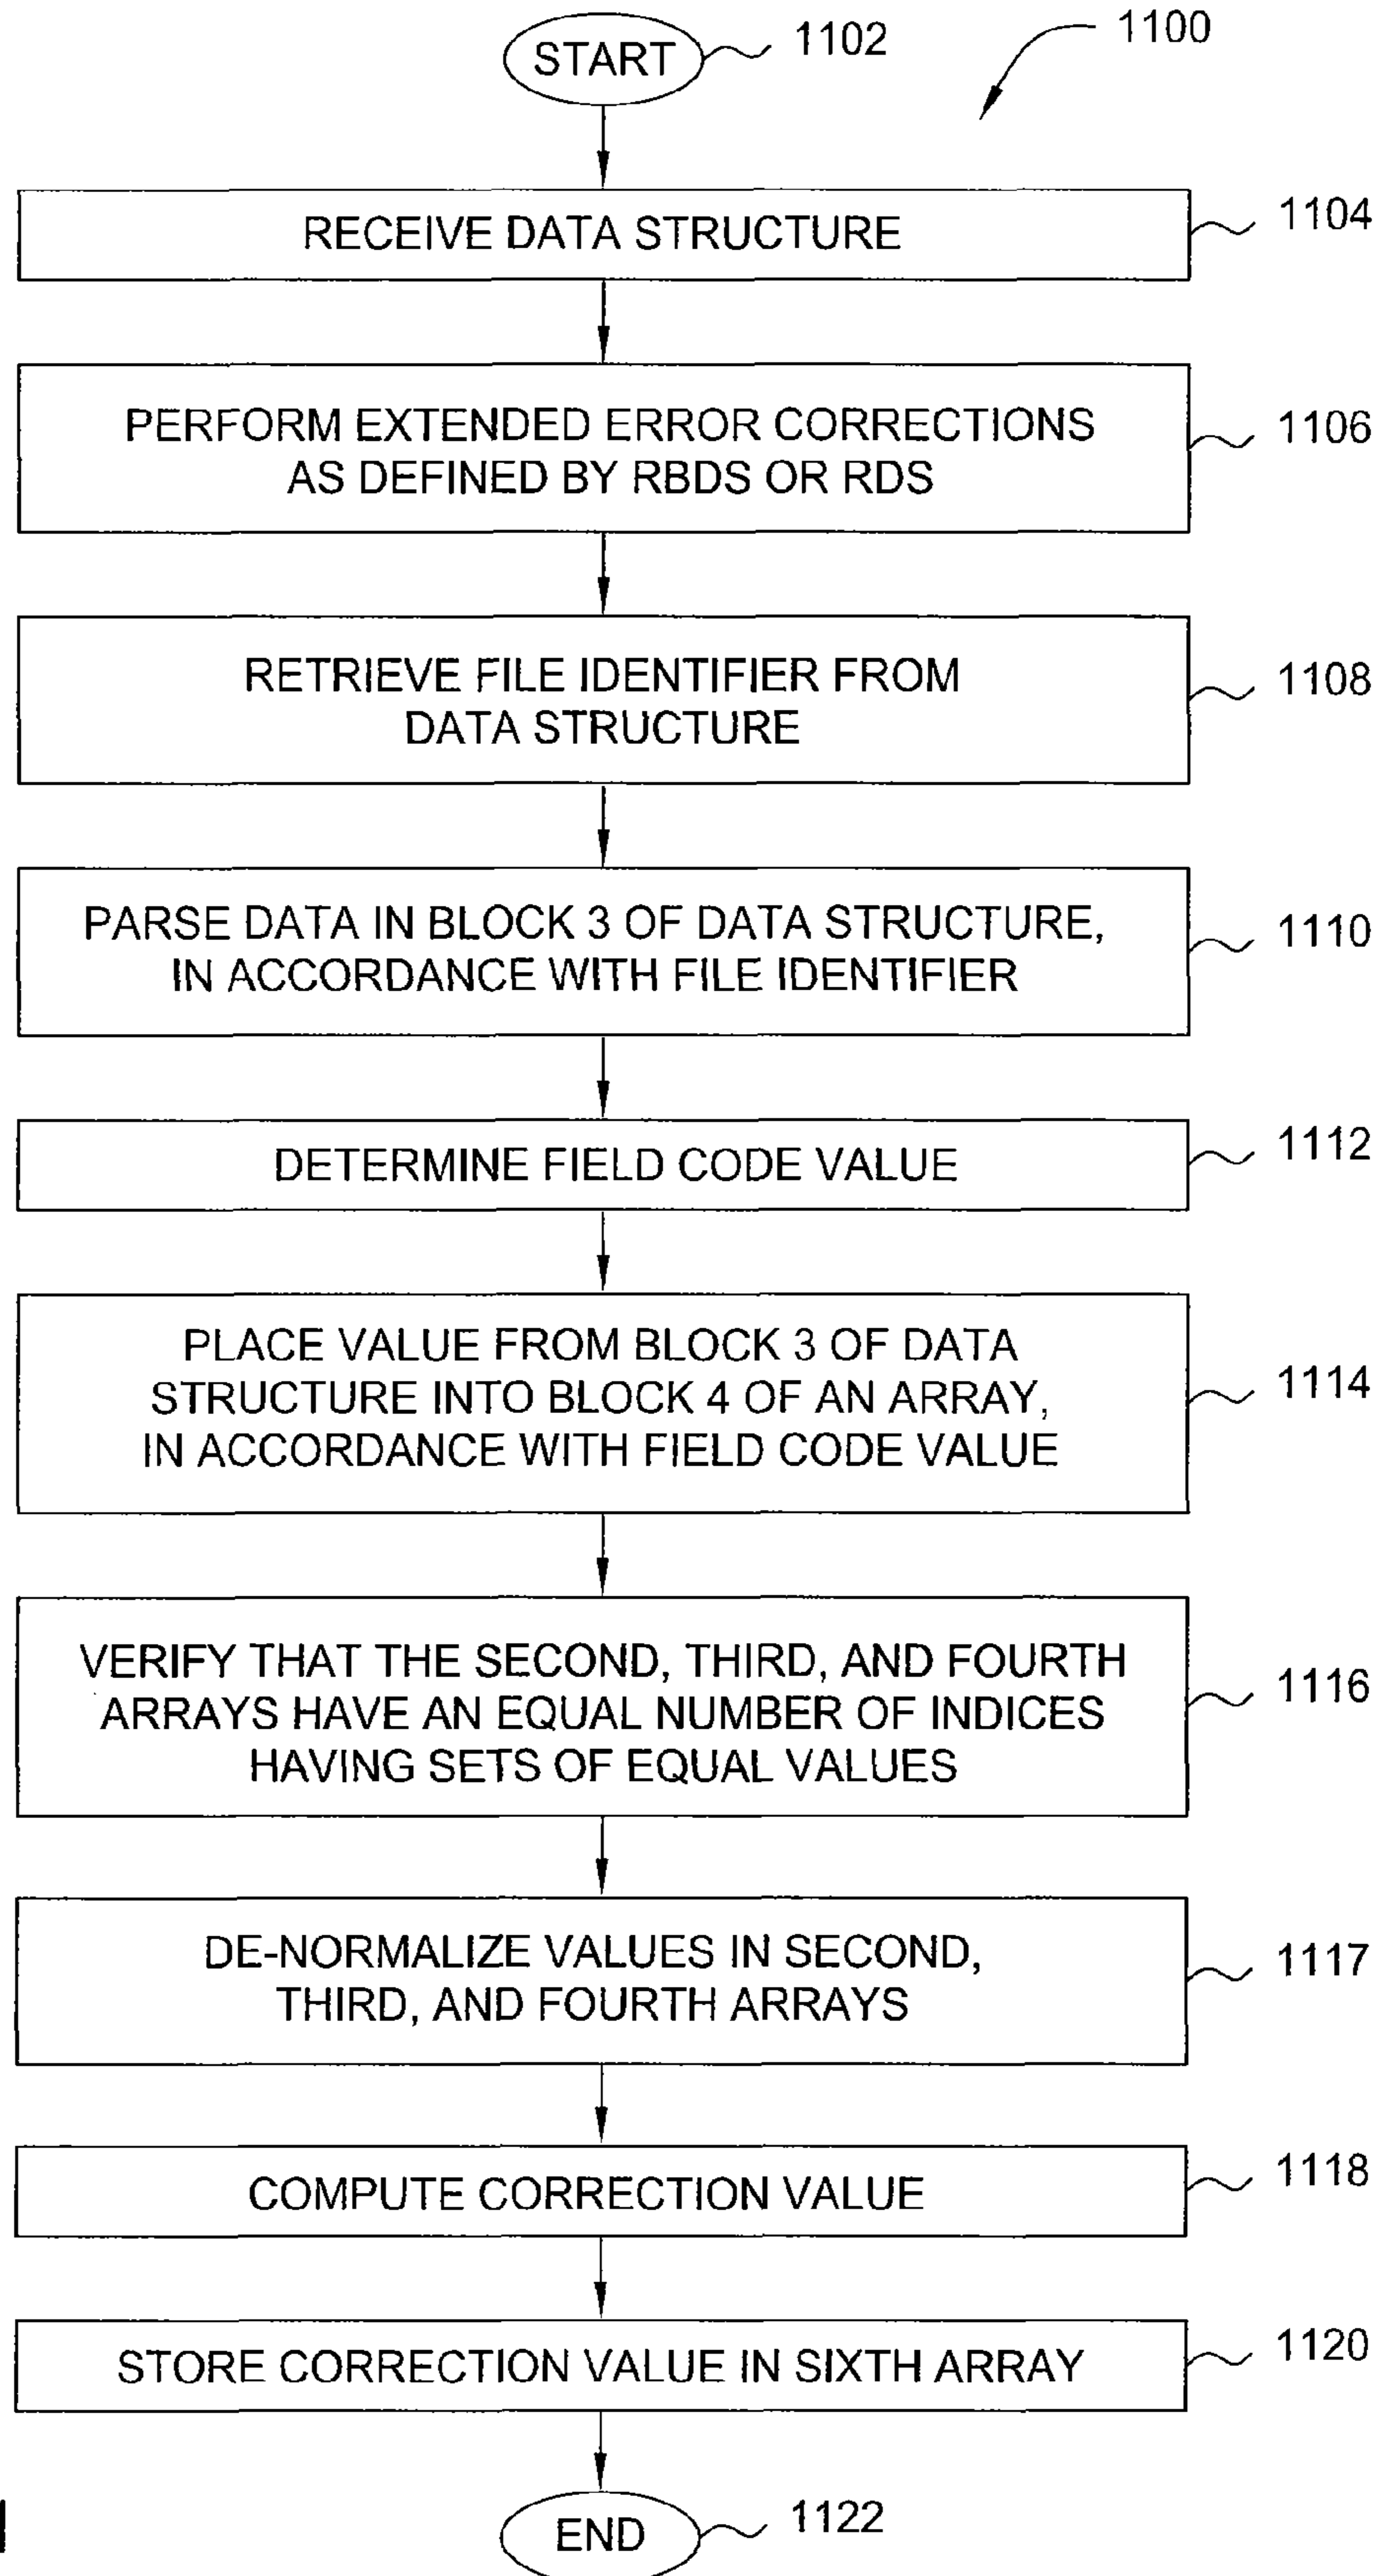 START 1102
1100
RECEIVE DATA STRUCTURE 1104
PERFORM EXTENDED ERROR CORRECTIONS
AS DEFINED BY RBDS OR RDS
1106
RETRIEVE FILE IDENTIFIER FROM
DATA STRUCTURE
1108
PARSE DATA IN BLOCK 3 OF DATA STRUCTURE,
IN ACCORDANCE WITH FILE IDENTIFIER
1110
DETERMINE FIELD CODE VALUE 1112
PLACE VALUE FROM BLOCK 3 OF DATA
STRUCTURE INTO BLOCK 4 OF AN ARRAY,
IN ACCORDANCE WITH FIELD CODE VALUE
1114
VERIFY THAT THE SECOND, THIRD, AND FOURTH
ARRAYS HAVE AN EQUAL NUMBER OF INDICES
HAVING SETS OF EQUAL VALUES
1116
DE-NORMALIZE VALUES IN SECOND,
THIRD, AND FOURTH ARRAYS
1117
COMPUTE CORRECTION VALUE 1118
STORE CORRECTION VALUE IN SIXTH ARRAY 1120
END 1122